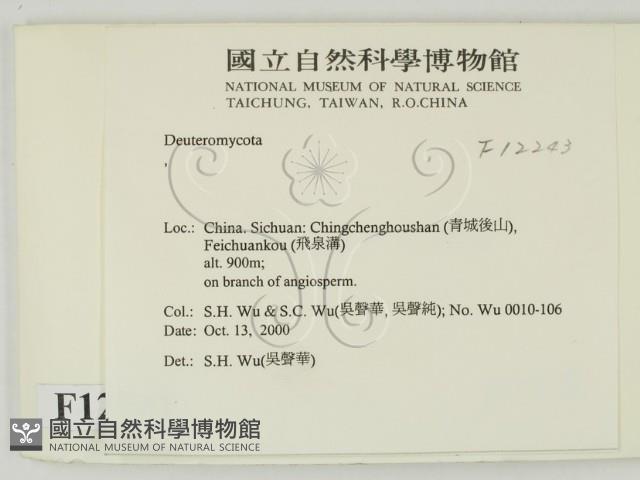 國立自然科學博物館
NATIONAL MUSEUM OF NATURAL SCIENCE
TAICHUNG, TAIWAN, R.O.CHINA
Deuteromycota
F12243
,
Loc.: China. Sichuan: Chingchenghoushan (青城後山),
Feichuankou (飛泉溝)
alt. 900m;
on branch of angiosperm.
Col.: S.H. Wu & S.C. Wu(吳聲華, 吳聲純); No. Wu 0010-106
Date: Oct. 13, 2000
Det.: S.H. Wu(吳聲華)
F12
國立自然科學博物館
NATIONAL MUSEUM OF NATURAL SCIENCE